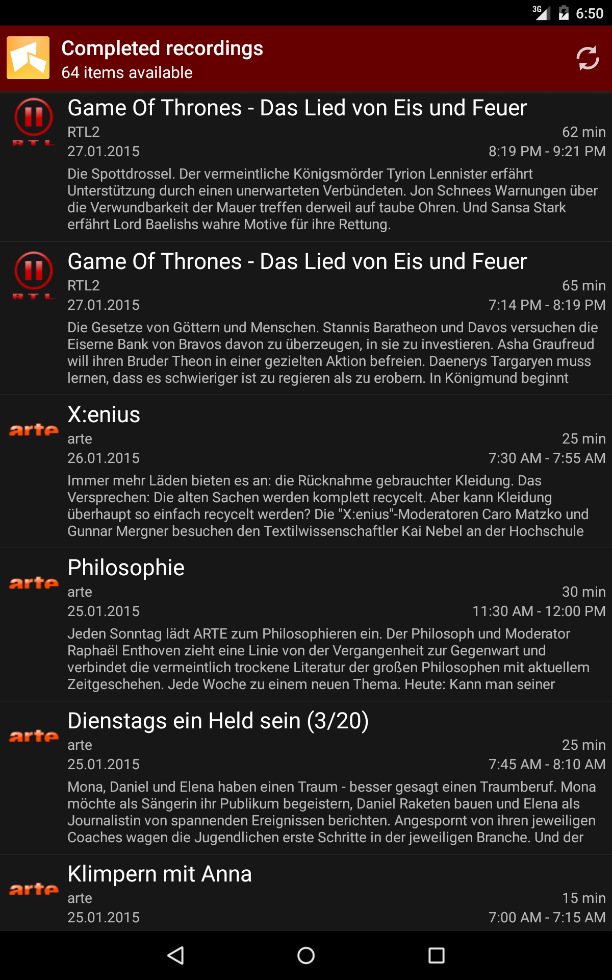 3G 6:50
Completed recordings
64 items available
Game Of Thrones - Das Lied von Eis und Feuer
RTL
RTL2 62 min
27.01.2015 8:19 PM - 9:21 PM
Die Spottdrossel. Der vermeintliche Königsmörder Tyrion Lennister erfährt
Unterstützung durch einen unerwarteten Verbündeten. Jon Schnees Warnungen über
die Verwundbarkeit der Mauer treffen derweil auf taube Ohren. Und Sansa Stark
erfährt Lord Baelishs wahre Motive für ihre Rettung.
Game Of Thrones - Das Lied von Eis und Feuer
RTL
RTL2 65 min
27.01.2015 7:14 PM - 8:19 PM
Die Gesetze von Göttern und Menschen. Stannis Baratheon und Davos versuchen die
Eiserne Bank von Bravos davon zu überzeugen, in sie zu investieren. Asha Graufreud
will ihren Bruder Theon in einer gezielten Aktion befreien. Daenerys Targaryen muss
lernen, dass es schwieriger ist zu regieren als zu erobern. In Königmund beginnt
X:enius
arte
arte 25 min
26.01.2015 7:30 AM - 7:55 AM
Immer mehr Läden bieten es an: die Rücknahme gebrauchter Kleidung. Das
Versprechen: Die alten Sachen werden komplett recycelt. Aber kann Kleidung
überhaupt so einfach recycelt werden? Die "X:enius"-Moderatoren Caro Matzko und
Gunnar Mergner besuchen den Textilwissenschaftler Kai Nebel an der Hochschule
Philosophie
arte
arte 30 min
25.01.2015 11:30 AM - 12:00 PM
Jeden Sonntag lädt ARTE zum Philosophieren ein. Der Philosoph und Moderator
Raphaël Enthoven zieht eine Linie von der Vergangenheit zur Gegenwart und
verbindet die vermeintlich trockene Literatur der großen Philosophen mit aktuellem
Zeitgeschehen. Jede Woche zu einem neuen Thema. Heute: Kann man seiner
Dienstags ein Held sein (3/20)
arte
arte 25 min
25.01.2015 7:45 AM - 8:10 AM
Mona, Daniel und Elena haben einen Traum - besser gesagt einen Traumberuf. Mona
möchte als Sängerin ihr Publikum begeistern, Daniel Raketen bauen und Elena als
Journalistin von spannenden Ereignissen berichten. Angespornt von ihren jeweiligen
Coaches wagen die Jugendlichen erste Schritte in der jeweiligen Branche. Und der
Klimpern mit Anna
arte
arte 15 min
25.01.2015 7:00 AM - 7:15 AM